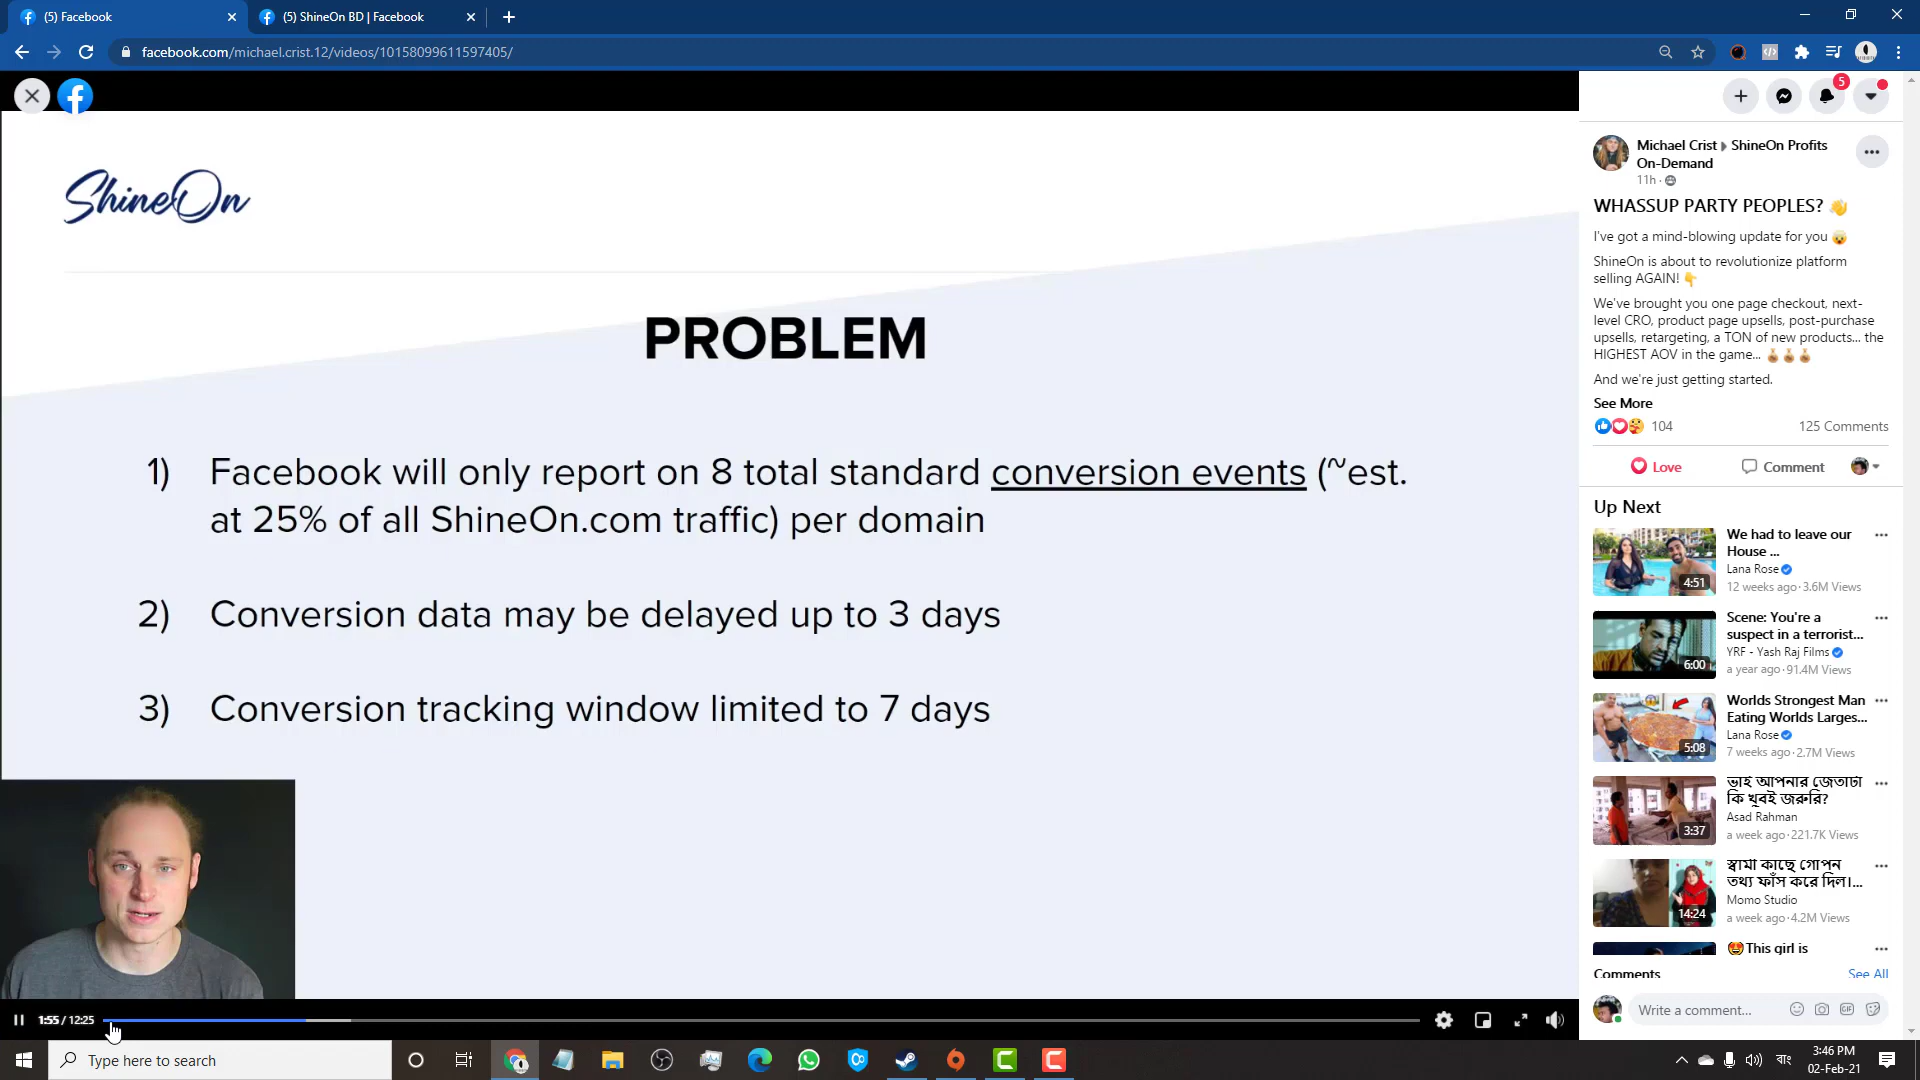 (5) Facebook
(5) ShineOn BD | Facebook
facebook.com/michael.crist.12/videos/10158099611597405/
5
ShineOn
PROBLEM
1) Facebook will only report on 8 total standard conversion events (~est.
at 25% of all ShineOn.com traffic) per domain
2) Conversion data may be delayed up to 3 days
3) Conversion tracking window limited to 7 days
1:55 / 12:25
Michael Crist ShineOn Profits
On-Demand
11h ·
WHASSUP PARTY PEOPLES? 👋
I've got a mind-blowing update for you 🤯
ShineOn is about to revolutionize platform
selling AGAIN! 👇
We've brought you one page checkout, next-
level CRO, product page upsells, post-purchase
upsells, retargeting, a TON of new products... the
HIGHEST AOV in the game... 💰💰💰
And we're just getting started.
See More
104
125 Comments
Love
Comment
Up Next
We had to leave our
House ...
Lana Rose
12 weeks ago · 3.6M Views
4:51
Scene: You're a
suspect in a terrorist...
YRF - Yash Raj Films
a year ago · 91.4M Views
6:00
Worlds Strongest Man
Eating Worlds Larges...
Lana Rose
7 weeks ago · 2.7M Views
5:08
ভাই আপনার জেতাটা
কি খুবই জরুরি?
Asad Rahman
a week ago · 221.7K Views
3:37
স্বামী কাছে গোপন
তথ্য ফাঁস করে দিল।...
Momo Studio
a week ago · 4.2M Views
14:24
😍This girl is
Comments
See All
Write a comment...
GIF
Type here to search
বাং
3:46 PM
02-Feb-21